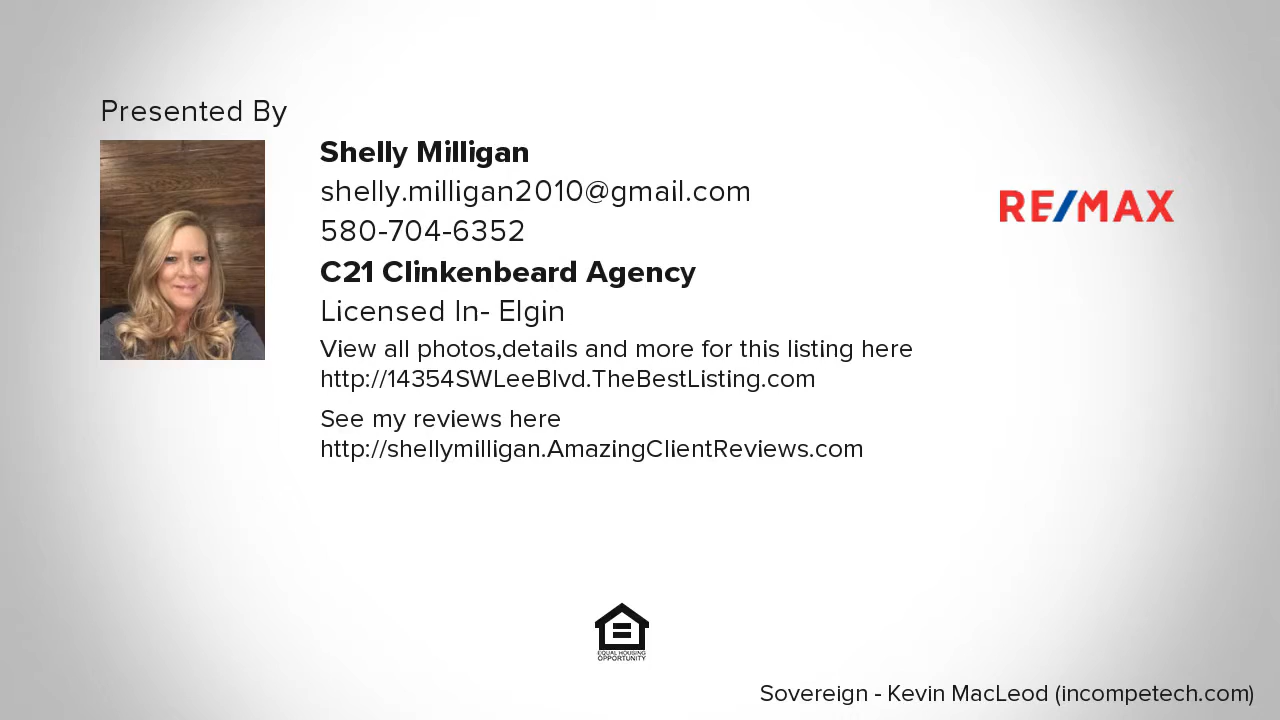 Presented By
Shelly Milligan
shelly.milligan2010@gmail.com
580-704-6352
RE/MAX
C21 Clinkenbeard Agency
Licensed In- Elgin
View all photos,details and more for this listing here
http://14354SWLeeBlvd.TheBestListing.com
See my reviews here
http://shellymilligan.AmazingClientReviews.com
EQUAL HOUSING
OPPORTUNITY
Sovereign - Kevin MacLeod (incompetech.com)